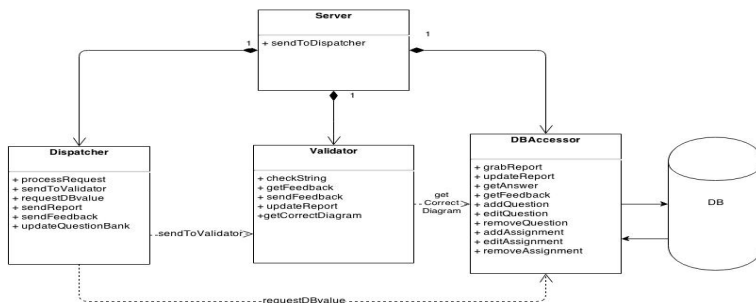 Server
+ sendToDispatcher
1
1
1
Dispatcher
+ processRequest
+ sendToValidator
+ requestDBvalue
+ sendReport
+ sendFeedback
+ updateQuestionBank
sendToValidator
Validator
+ checkString
+ getFeedback
+ sendFeedback
+ updateReport
+getCorrectDiagram
get
Correct
Diagram
DBAccessor
+ grabReport
+ updateReport
+ getAnswer
+ getFeedback
+ addQuestion
+ editQuestion
+ removeQuestion
+ addAssignment
+ editAssignment
+ removeAssignment
DB
requestDBvalue